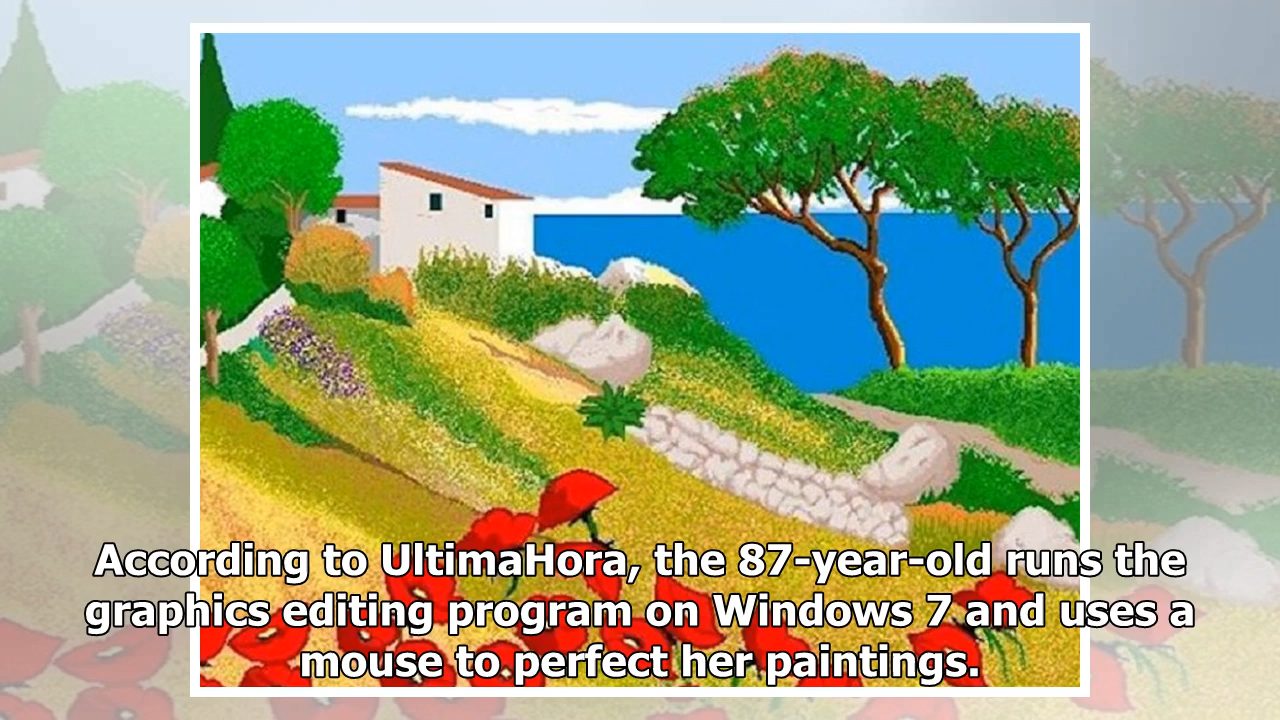 According to UltimaHora, the 87-year-old runs the
graphics editing program on Windows 7 and uses a
mouse to perfect her paintings.